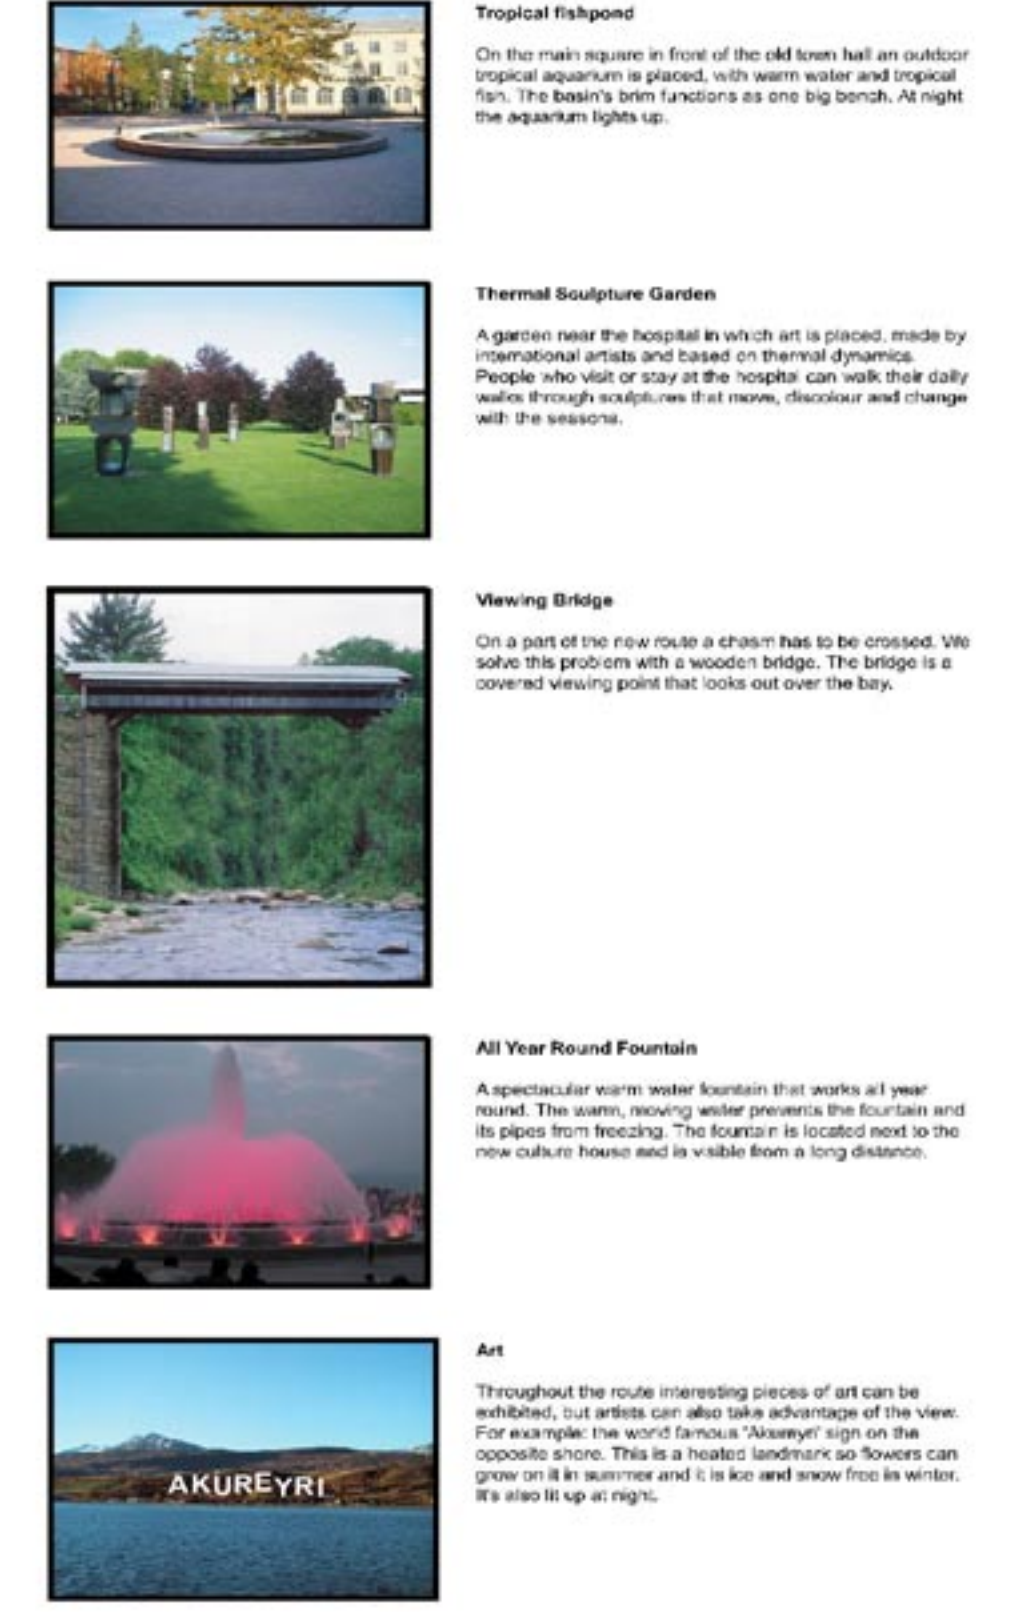 Tropical fishpond
On the main square in front of the old town hall an outdoor
tropical aquarium is placed, with warm water and tropical
fish. The basin's brim functions as one big bench. At night
the aquarium lights up.
Thermal Sculpture Garden
A garden near the hospital in which art is placed, made by
international artists and based on thermal dynamics.
People who visit or stay at the hospital can walk their daily
walks through sculptures that move, discolour and change
with the seasons.
Viewing Bridge
On a part of the new route a chasm has to be crossed. We
solve this problem with a wooden bridge. The bridge is a
covered viewing point that looks out over the bay.
All Year Round Fountain
A spectacular warm water fountain that works all year
round. The warm, moving water prevents the fountain and
its pipes from freezing. The fountain is located next to the
new culture house and is visible from a long distance.
Art
Throughout the route interesting pieces of art can be
exhibited, but artists can also take advantage of the view.
For example: the world famous "Akureyri' sign on the
opposite shore. This is a heated landmark so flowers can
grow on it in summer and it is ice and snow free in winter.
It's also lit up at night.
AKUREYRI